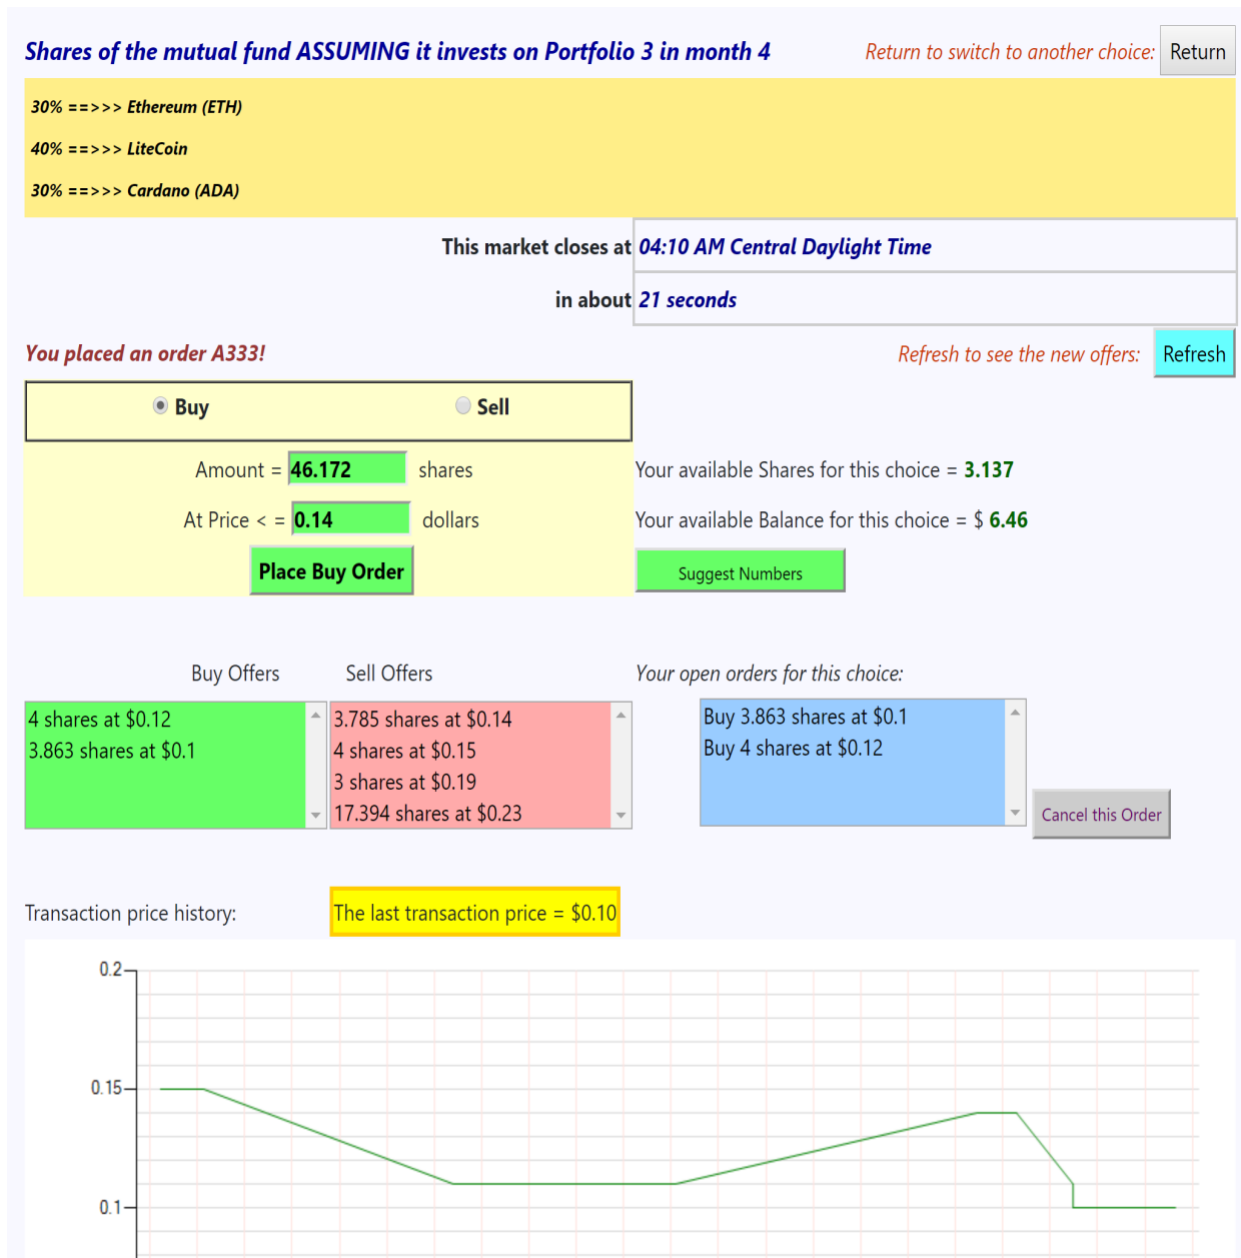 Shares of the mutual fund ASSUMING it invests on Portfolio 3 in month 4
Return to switch to another choice: Return
30% ==>>> Ethereum (ETH)
40% ==>>> LiteCoin
30% ==>>> Cardano (ADA)
This market closes at 04:10 AM Central Daylight Time
in about 21 seconds
You placed an order A333!
Refresh to see the new offers: Refresh
Buy Sell
Amount = 46.172 shares
Your available Shares for this choice = 3.137
At Price < = 0.14 dollars
Your available Balance for this choice = $ 6.46
Place Buy Order
Suggest Numbers
Buy Offers
Sell Offers
Your open orders for this choice:
4 shares at $0.12
3.863 shares at $0.1
3.785 shares at $0.14
4 shares at $0.15
3 shares at $0.19
17.394 shares at $0.23
Buy 3.863 shares at $0.1
Buy 4 shares at $0.12
Cancel this Order
Transaction price history:
The last transaction price = $0.10
0.2
0.15
0.1